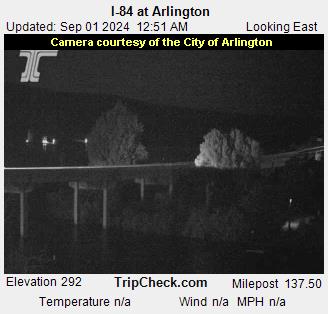 I-84 at Arlington
Updated: Sep 01 2024 12:51 AM Looking East
Camera courtesy of the City of Arlington
Elevation 292 TripCheck.com Milepost 137.50
Temperature n/a Wind n/a MPH n/a